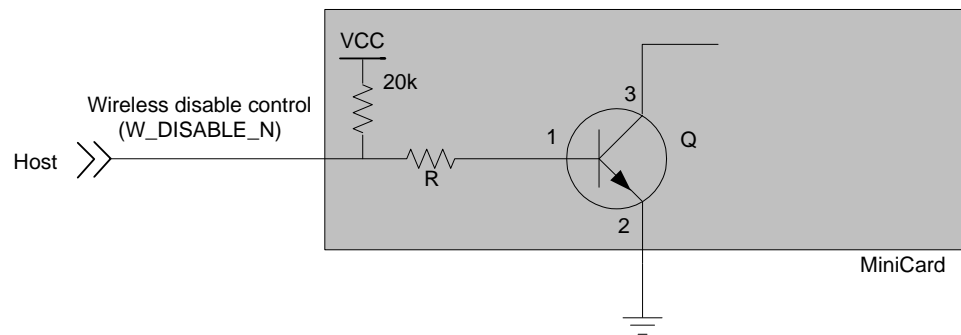 VCC
20k
Wireless disable control
(W_DISABLE_N)
Host
R
1
3
Q
2
MiniCard